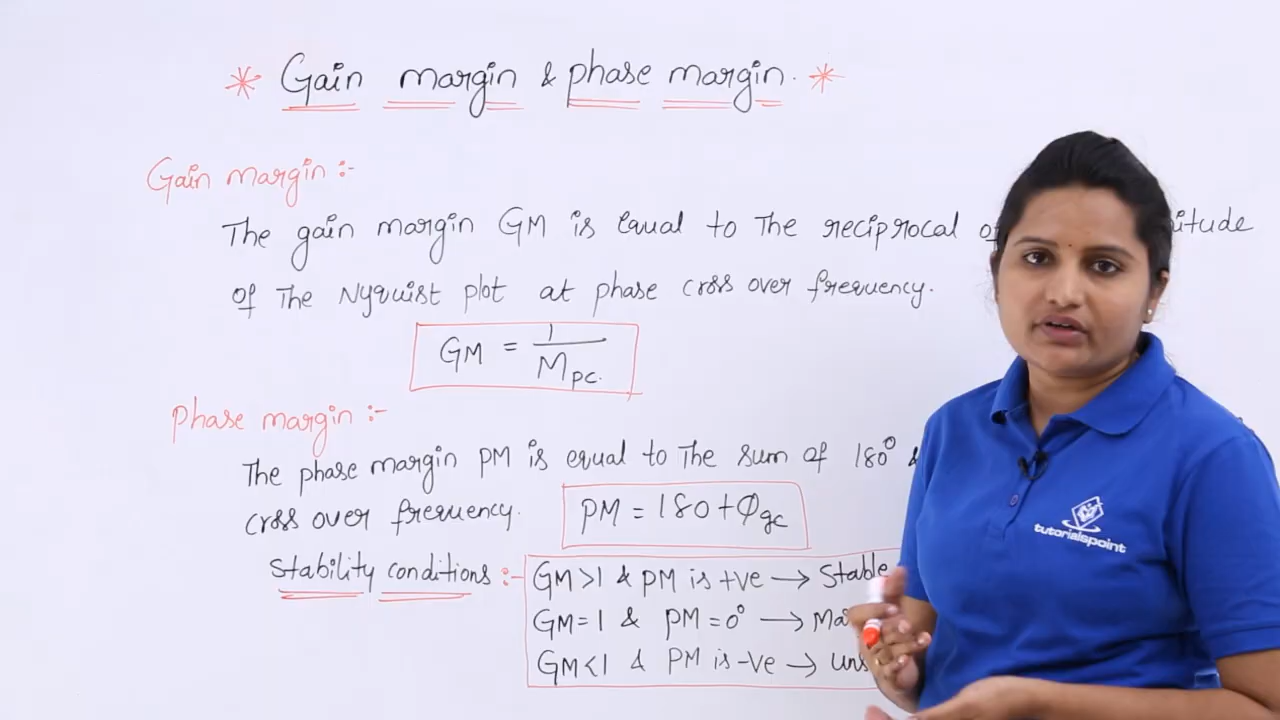 * Gain margin & phase margin. *
Gain margin :-
The gain margin GM is equal to the reciprocal of itude
of the Nyquist plot at phase cross over frequency.
GM = 1/Mpc.
Phase margin :-
The phase margin PM is equal to the sum of 180° &
cross over frequency. PM = 180 + Φgc
Stability conditions :- GM > 1 & PM is +ve → Stable
GM = 1 & PM = 0° → Mar
GM < 1 & PM is -ve → uns
tutorialspoint